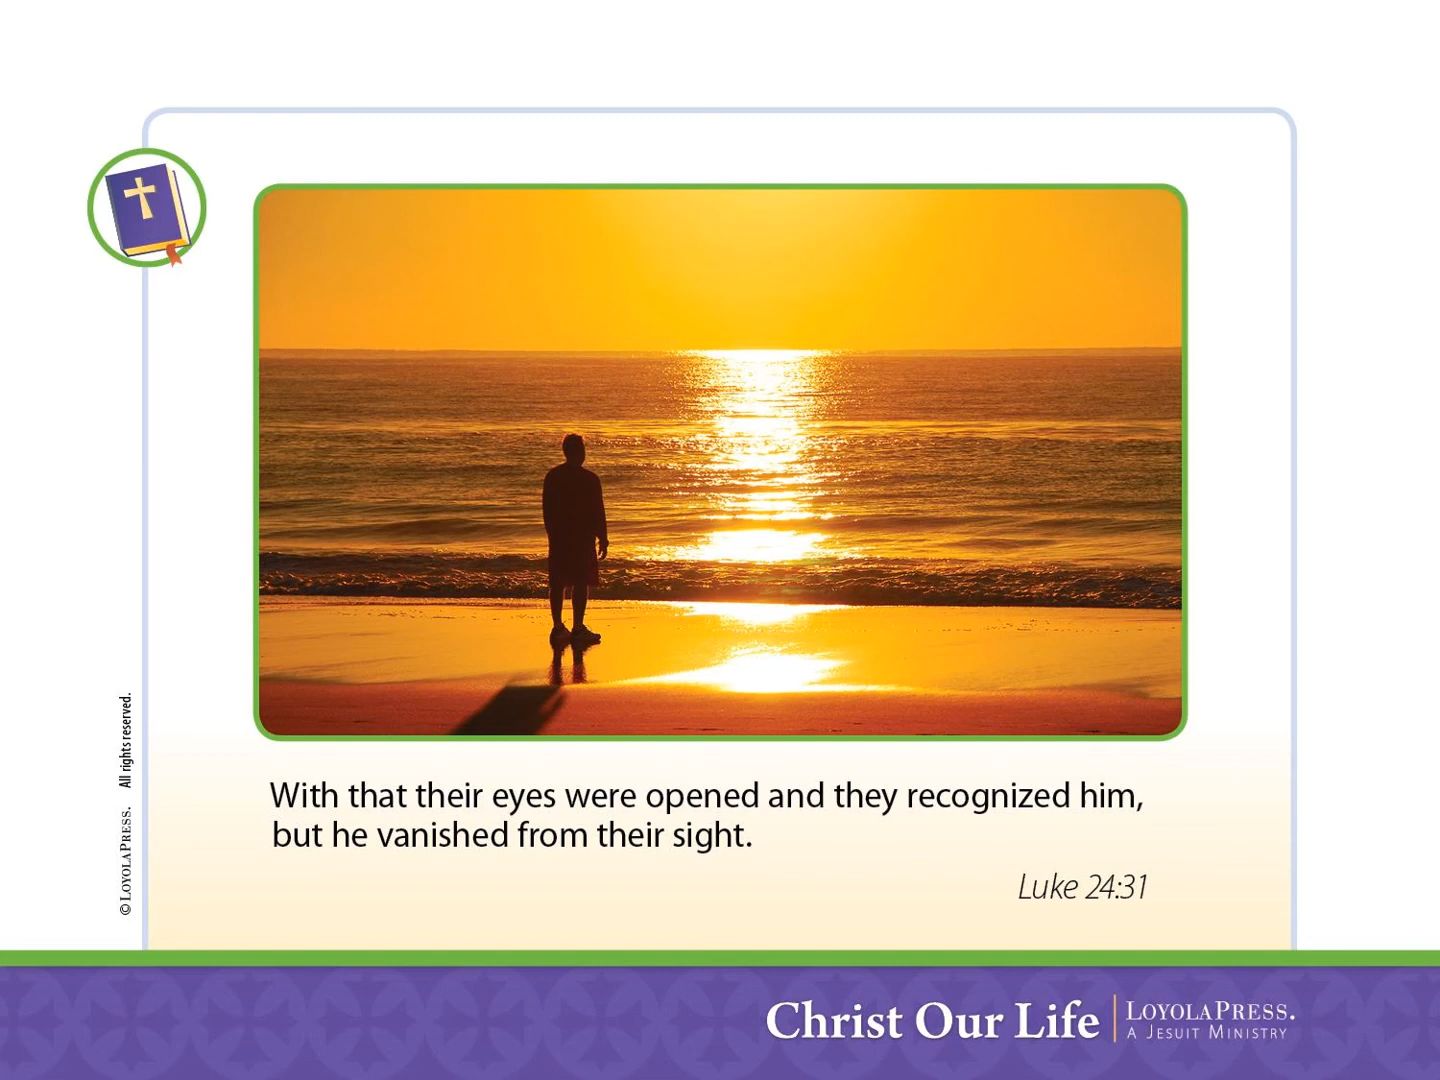 With that their eyes were opened and they recognized him,
but he vanished from their sight.
Luke 24:31
© LOYOLAPRESS. All rights reserved.
Christ Our Life
LOYOLAPRESS.
A JESUIT MINISTRY